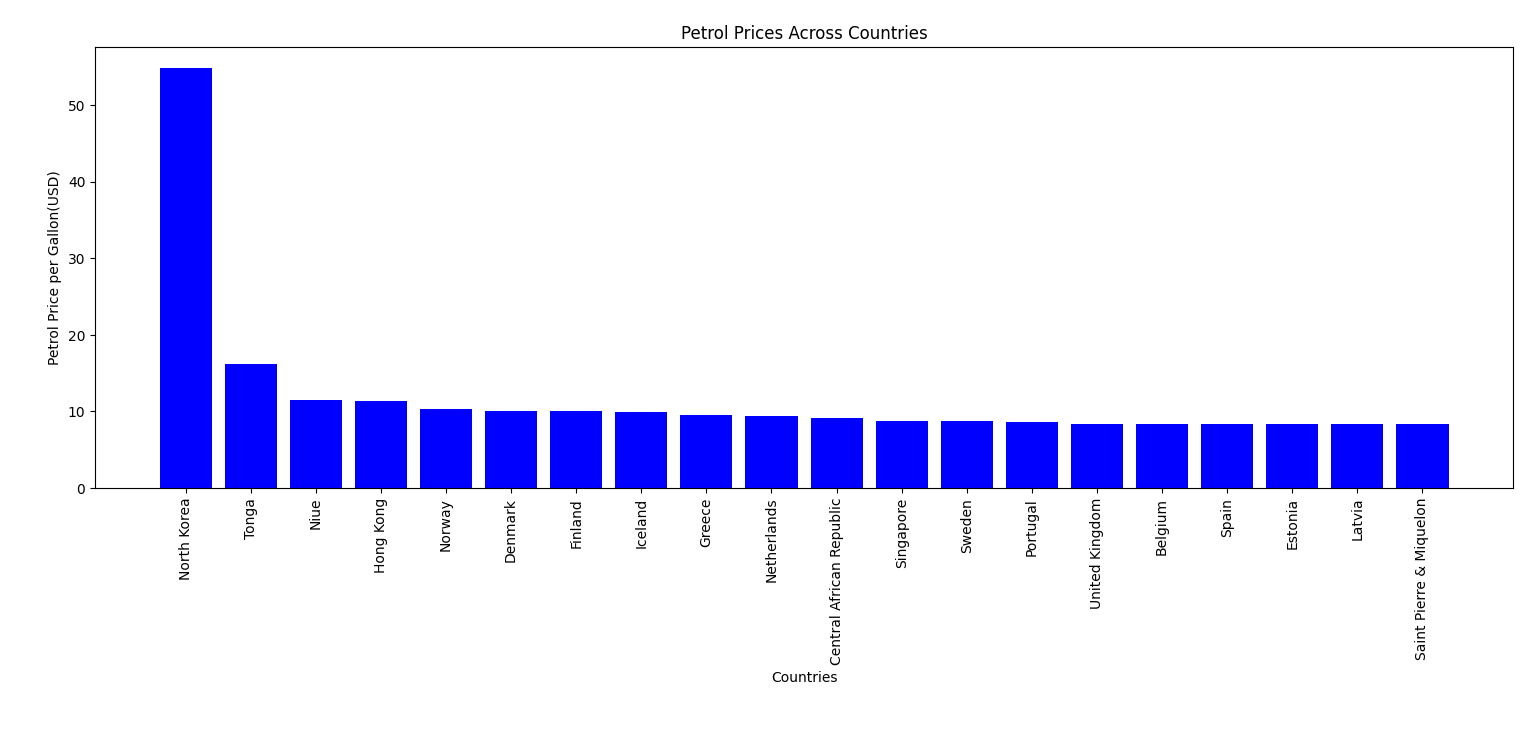 Petrol Prices Across Countries
Petrol Price per Gallon(USD)
50
40
30
20
10
0
North Korea
Tonga
Niue
Hong Kong
Norway
Denmark
Finland
Iceland
Greece
Netherlands
Central African Republic
Singapore
Sweden
Portugal
United Kingdom
Belgium
Spain
Estonia
Latvia
Saint Pierre & Miquelon
Countries